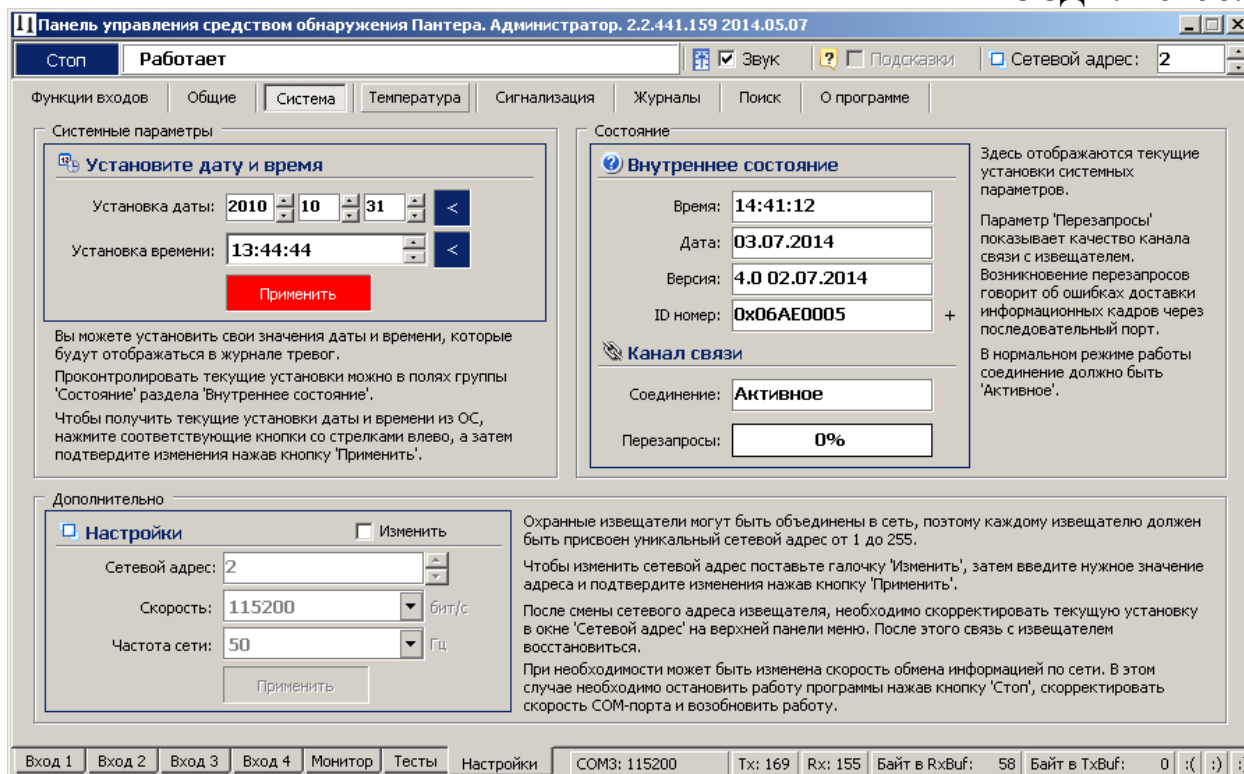 Панель управления средством обнаружения Пантера. Администратор. 2.2.441.159 2014.05.07
Стоп Работает Звук Подсказки Сетевой адрес: 2
Функции входов Общие Система Температура Сигнализация Журналы Поиск О программе
Системные параметры
Установите дату и время
Установка даты: 2010 10 31 <
Установка времени: 13:44:44 <
Применить
Вы можете установить свои значения даты и времени, которые
будут отображаться в журнале тревог.
Проконтролировать текущие установки можно в полях группы
'Состояние' раздела 'Внутреннее состояние'.
Чтобы получить текущие установки даты и времени из ОС,
нажмите соответствующие кнопки со стрелками влево, а затем
подтвердите изменения нажав кнопку 'Применить'.
Состояние
Внутреннее состояние
Время: 14:41:12
Дата: 03.07.2014
Версия: 4.0 02.07.2014
ID номер: 0x06AE0005 +
Канал связи
Соединение: Активное
Перезапросы: 0%
Здесь отображаются текущие
установки системных
параметров.
Параметр 'Перезапросы'
показывает качество канала
связи с извещателем.
Возникновение перезапросов
говорит об ошибках доставки
информационных кадров через
последовательный порт.
В нормальном режиме работы
соединение должно быть
'Активное'.
Дополнительно
Настройки Изменить
Сетевой адрес: 2
Скорость: 115200 бит/с
Частота сети: 50 Гц
Применить
Охранные извещатели могут быть объединены в сеть, поэтому каждому извещателю должен
быть присвоен уникальный сетевой адрес от 1 до 255.
Чтобы изменить сетевой адрес поставьте галочку 'Изменить', затем введите нужное значение
адреса и подтвердите изменения нажав кнопку 'Применить'.
После смены сетевого адреса извещателя, необходимо скорректировать текущую установку
в окне 'Сетевой адрес' на верхней панели меню. После этого связь с извещателем
восстановиться.
При необходимости может быть изменена скорость обмена информацией по сети. В этом
случае необходимо остановить работу программы нажав кнопку 'Стоп', скорректировать
скорость COM-порта и возобновить работу.
Вход 1 Вход 2 Вход 3 Вход 4 Монитор Тесты Настройки COM3: 115200 Tx: 169 Rx: 155 Байт в RxBuf: 58 Байт в TxBuf: 0 :( :)